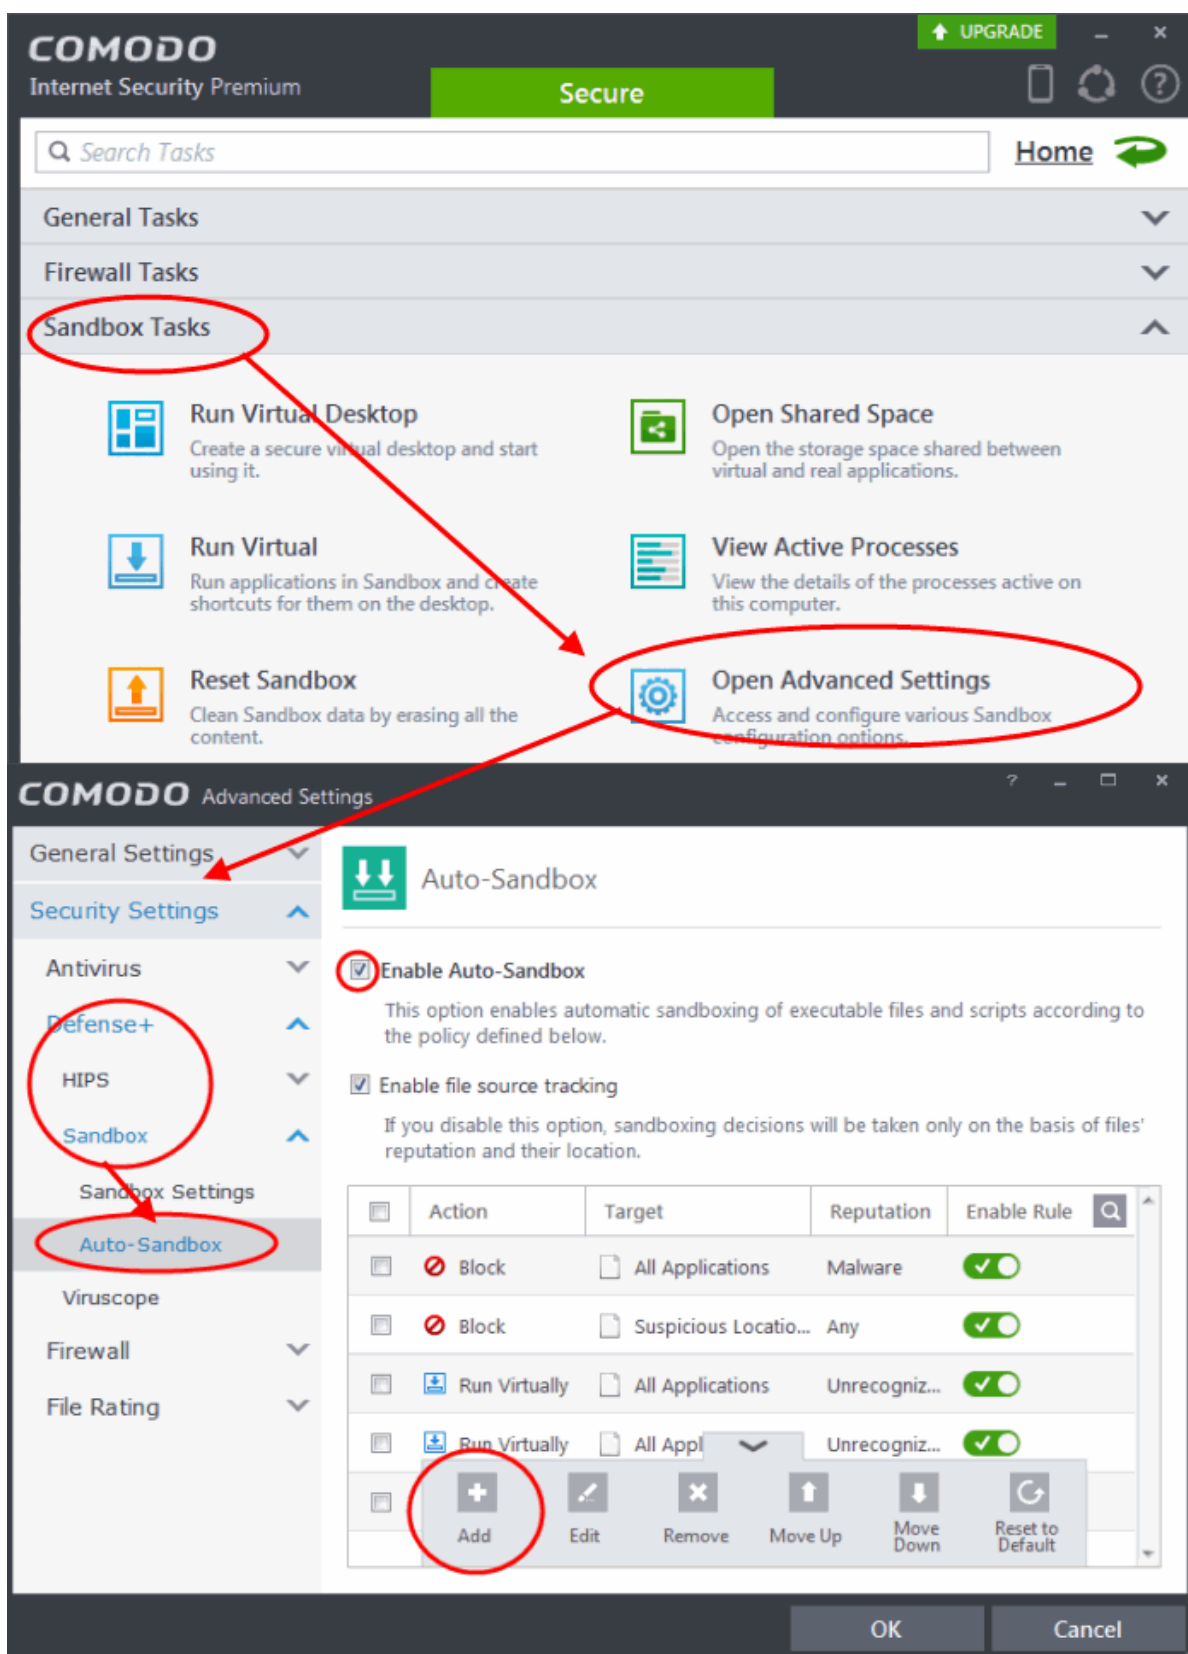 COMODO
Internet Security Premium
UPGRADE
Secure
Search Tasks
Home
General Tasks
Firewall Tasks
Sandbox Tasks
Run Virtual Desktop
Create a secure virtual desktop and start
using it.
Open Shared Space
Open the storage space shared between
virtual and real applications.
Run Virtual
Run applications in Sandbox and create
shortcuts for them on the desktop.
View Active Processes
View the details of the processes active on
this computer.
Reset Sandbox
Clean Sandbox data by erasing all the
content.
Open Advanced Settings
Access and configure various Sandbox
configuration options.
COMODO Advanced Settings
General Settings
Security Settings
Antivirus
Defense+
HIPS
Sandbox
Sandbox Settings
Auto-Sandbox
Viruscope
Firewall
File Rating
Auto-Sandbox
Enable Auto-Sandbox
This option enables automatic sandboxing of executable files and scripts according to
the policy defined below.
Enable file source tracking
If you disable this option, sandboxing decisions will be taken only on the basis of files'
reputation and their location.
Action Target Reputation Enable Rule
Block All Applications Malware
Block Suspicious Locatio... Any
Run Virtually All Applications Unrecogniz...
Run Virtually All Appl Unrecogniz...
Add Edit Remove Move Up Move Down Reset to Default
OK Cancel